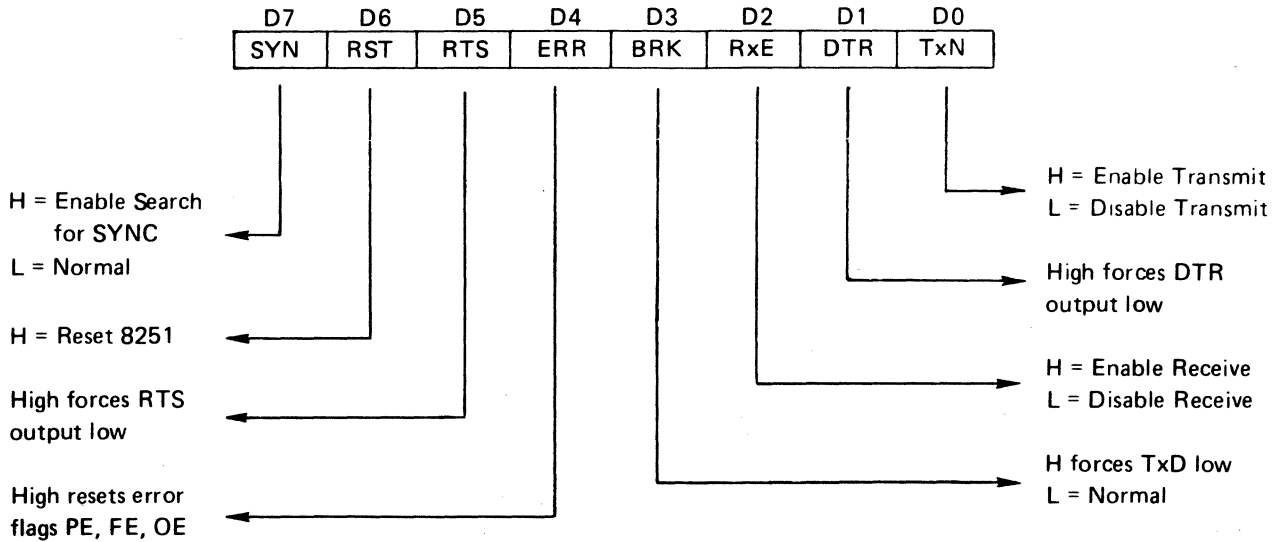 D7 D6 D5 D4 D3 D2 D1 D0
SYN RST RTS ERR BRK RxE DTR TxN
H = Enable Search
for SYNC
L = Normal
H = Reset 8251
High forces RTS
output low
High resets error
flags PE, FE, OE
H = Enable Transmit
L = Disable Transmit
High forces DTR
output low
H = Enable Receive
L = Disable Receive
H forces TxD low
L = Normal